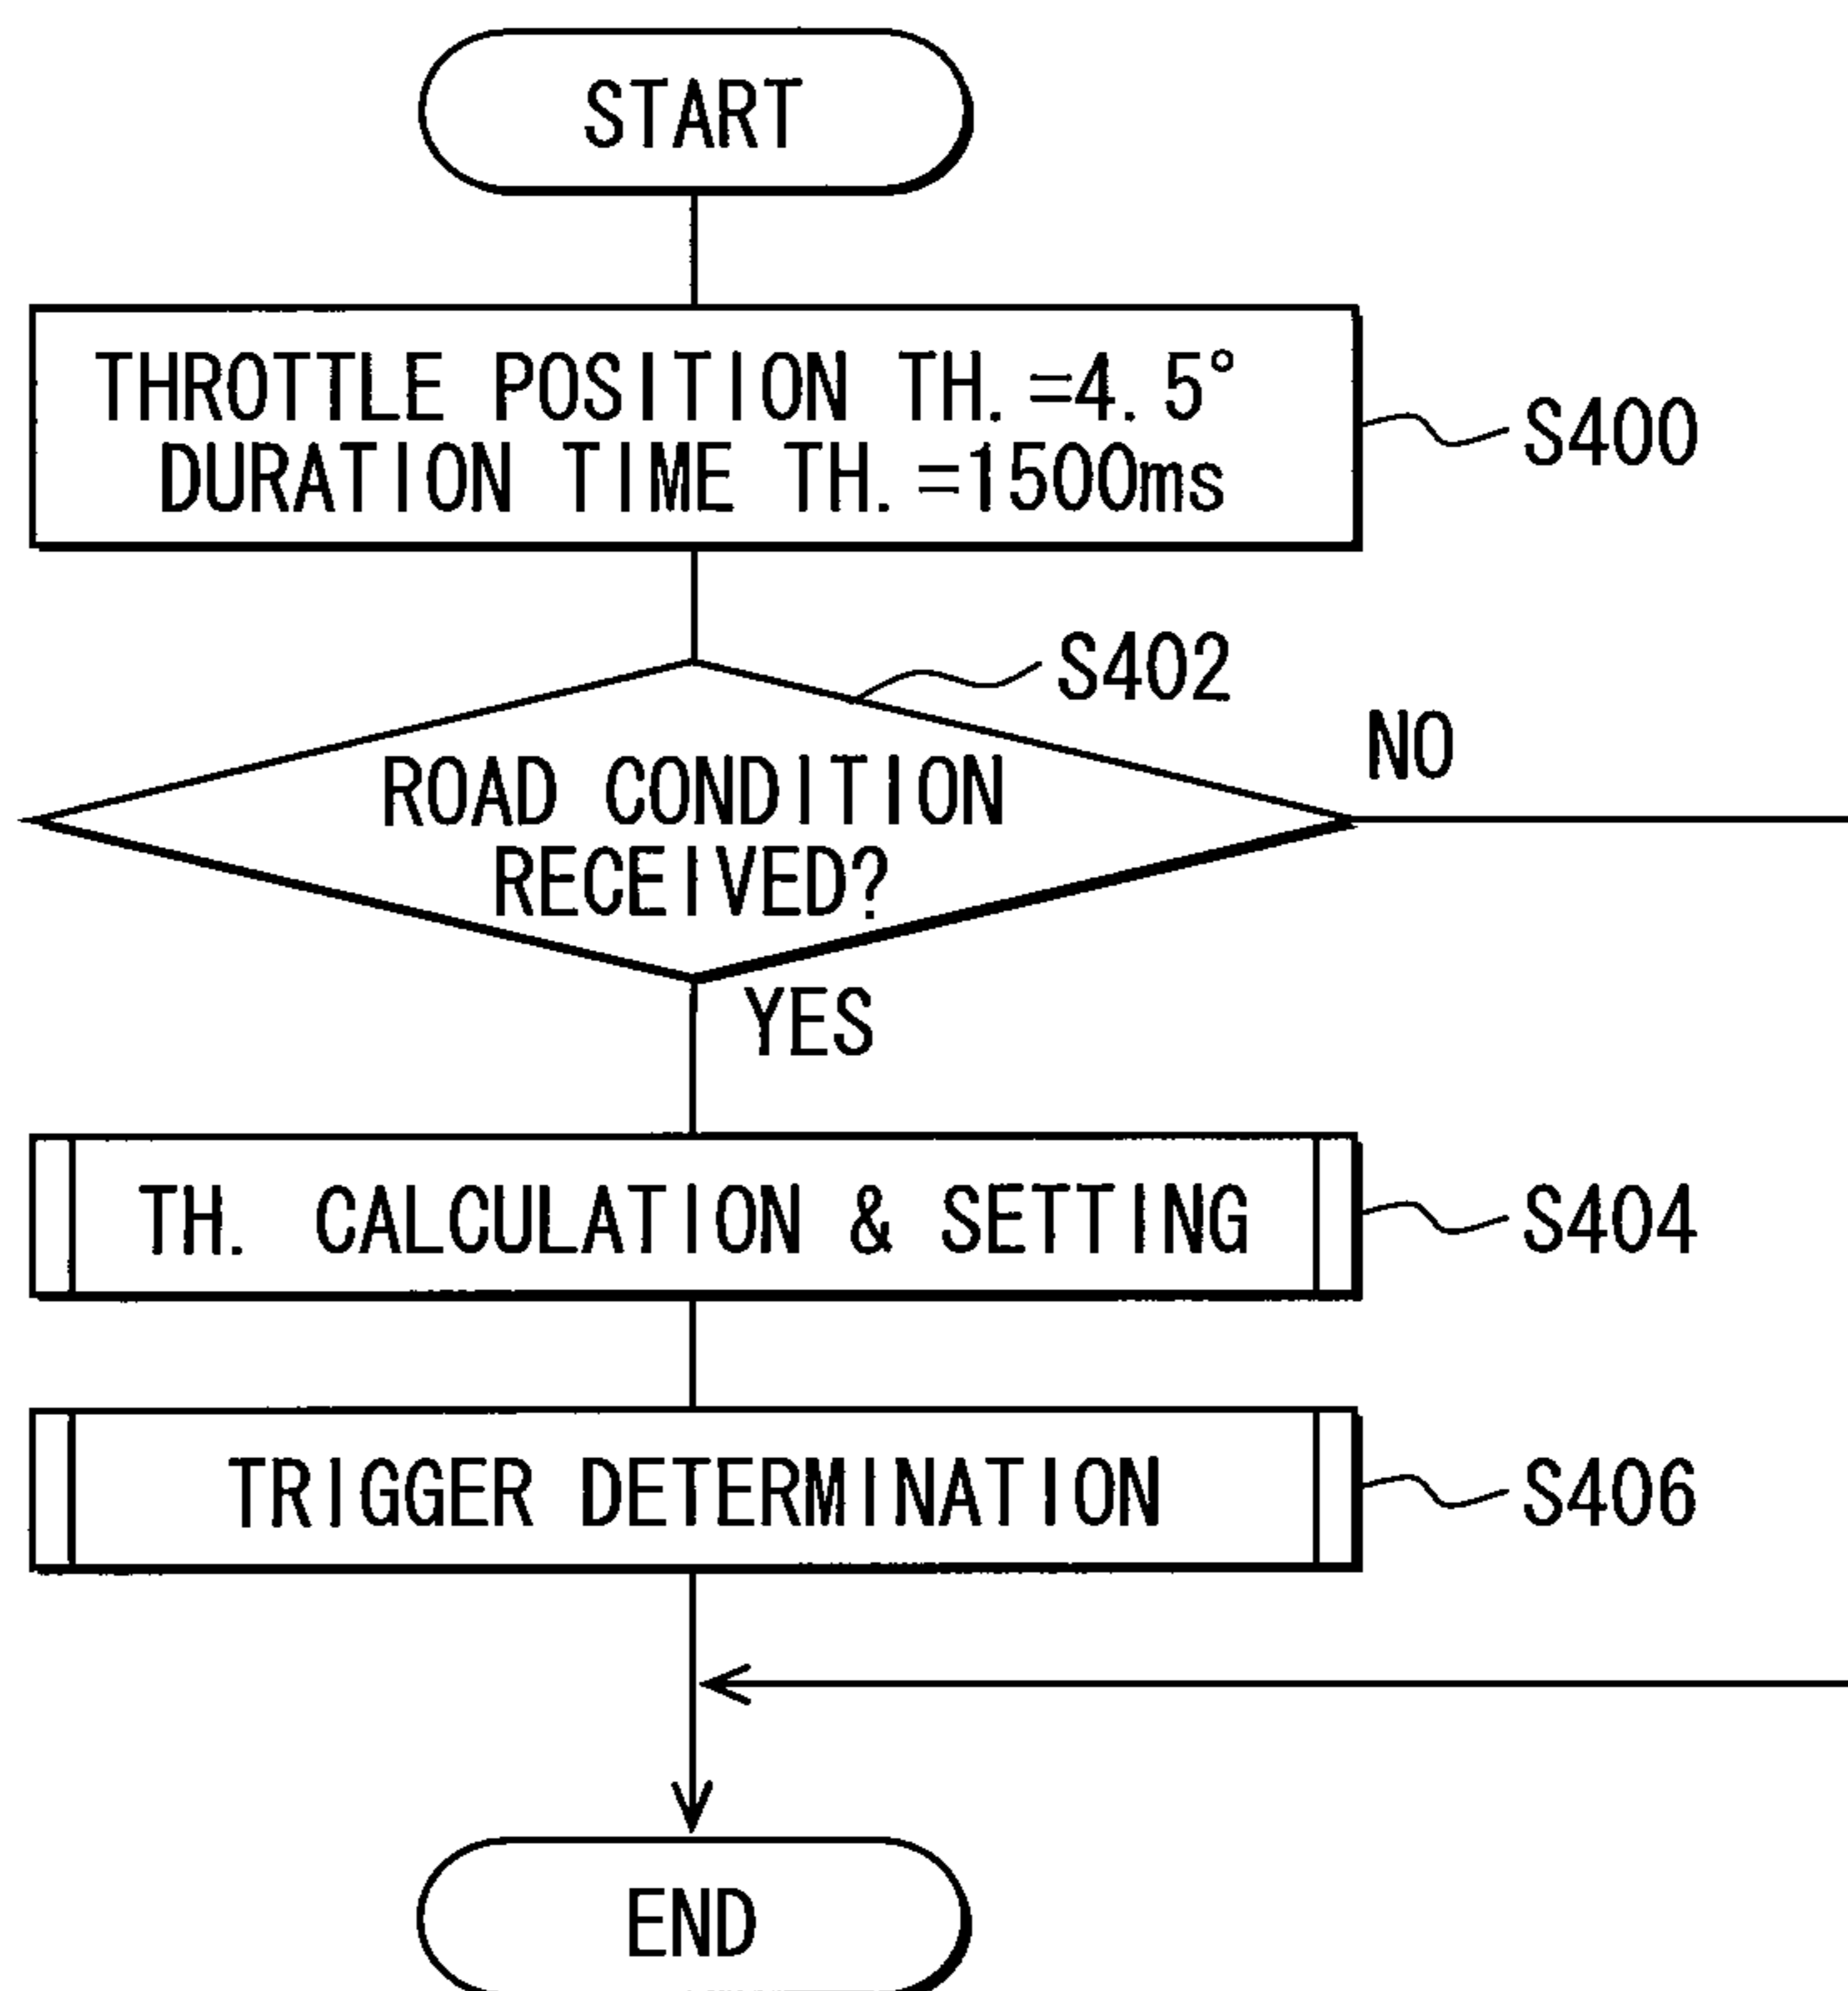 START
THROTTLE POSITION TH.=4.5°
DURATION TIME TH.=1500ms
S400
S402
ROAD CONDITION
RECEIVED?
NO
YES
TH. CALCULATION & SETTING
S404
TRIGGER DETERMINATION
S406
END